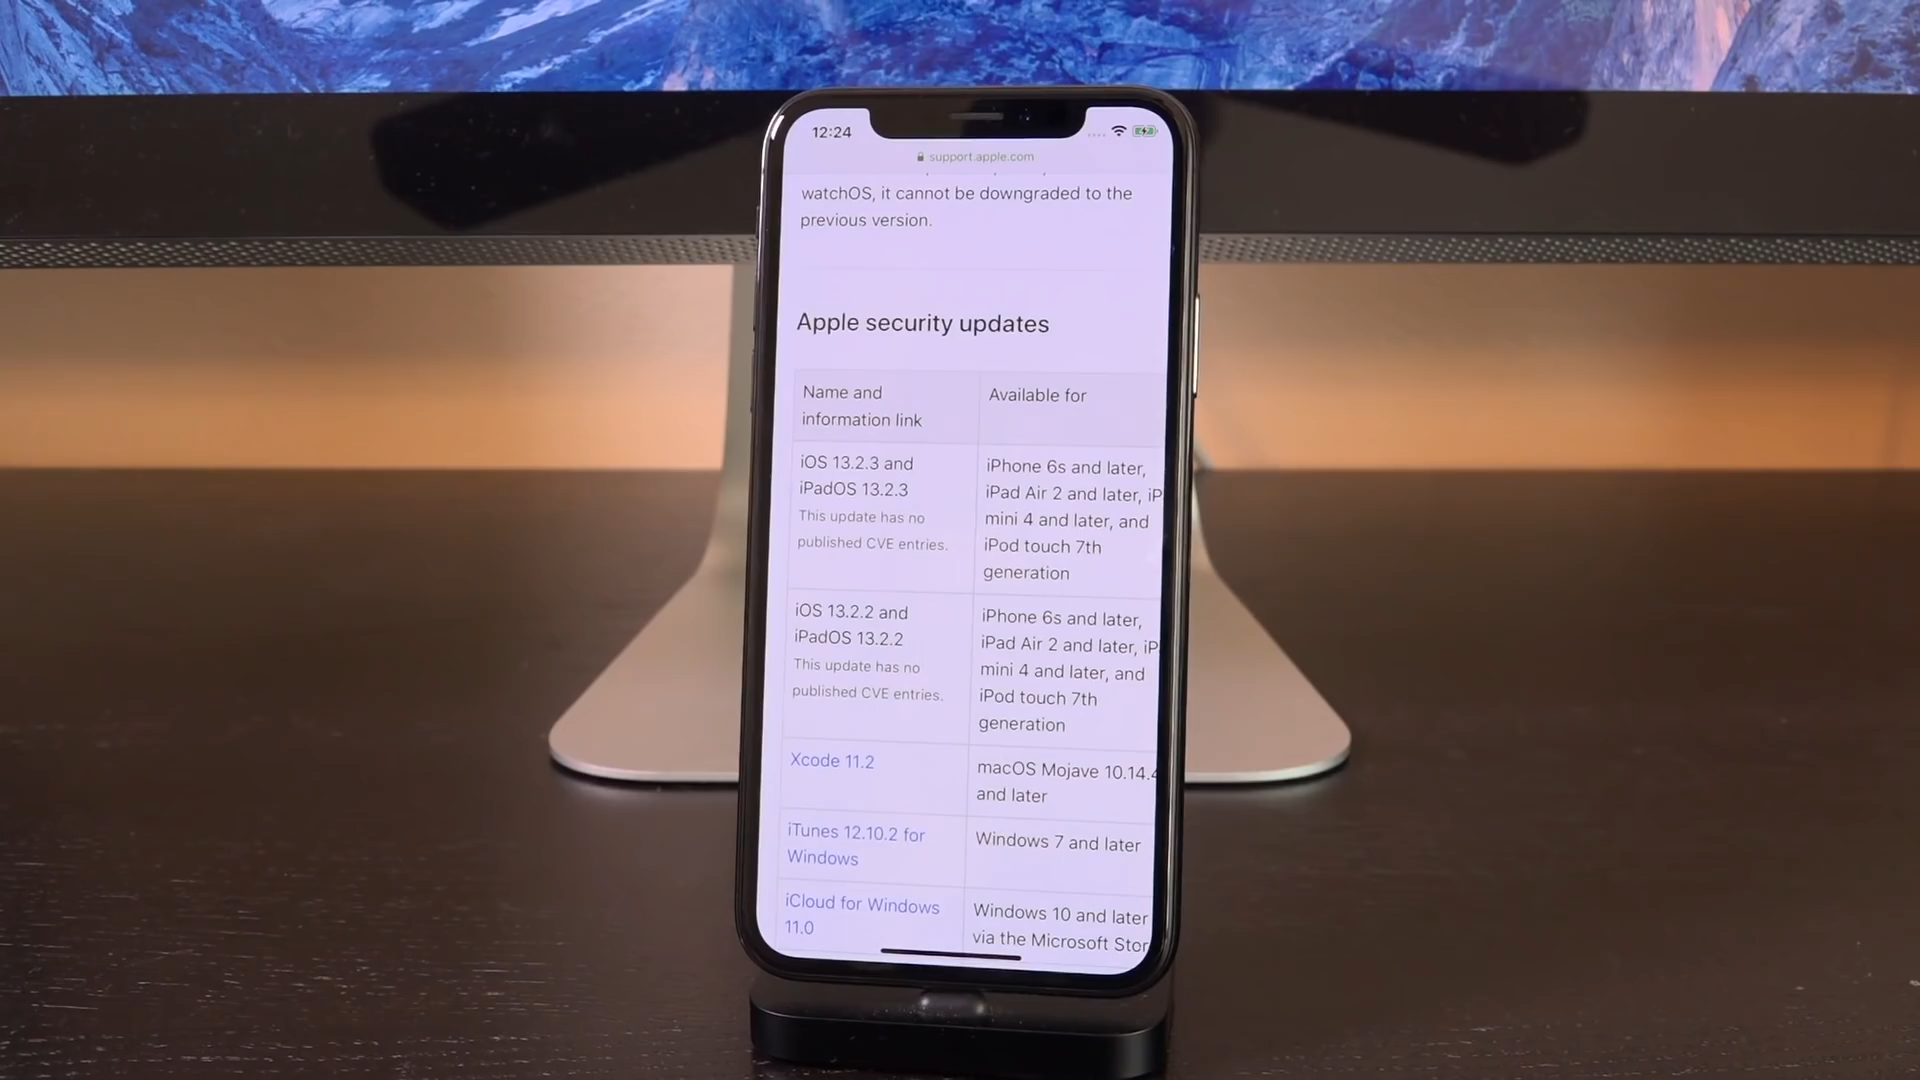 12:24
support.apple.com
watchOS, it cannot be downgraded to the
previous version.
Apple security updates
Name and
information link
Available for
iOS 13.2.3 and
iPadOS 13.2.3
This update has no
published CVE entries.
iPhone 6s and later,
iPad Air 2 and later, iP
mini 4 and later, and
iPod touch 7th
generation
iOS 13.2.2 and
iPadOS 13.2.2
This update has no
published CVE entries.
iPhone 6s and later,
iPad Air 2 and later, iP
mini 4 and later, and
iPod touch 7th
generation
Xcode 11.2
macOS Mojave 10.14.4
and later
iTunes 12.10.2 for
Windows
Windows 7 and later
iCloud for Windows
11.0
Windows 10 and later
via the Microsoft Stor